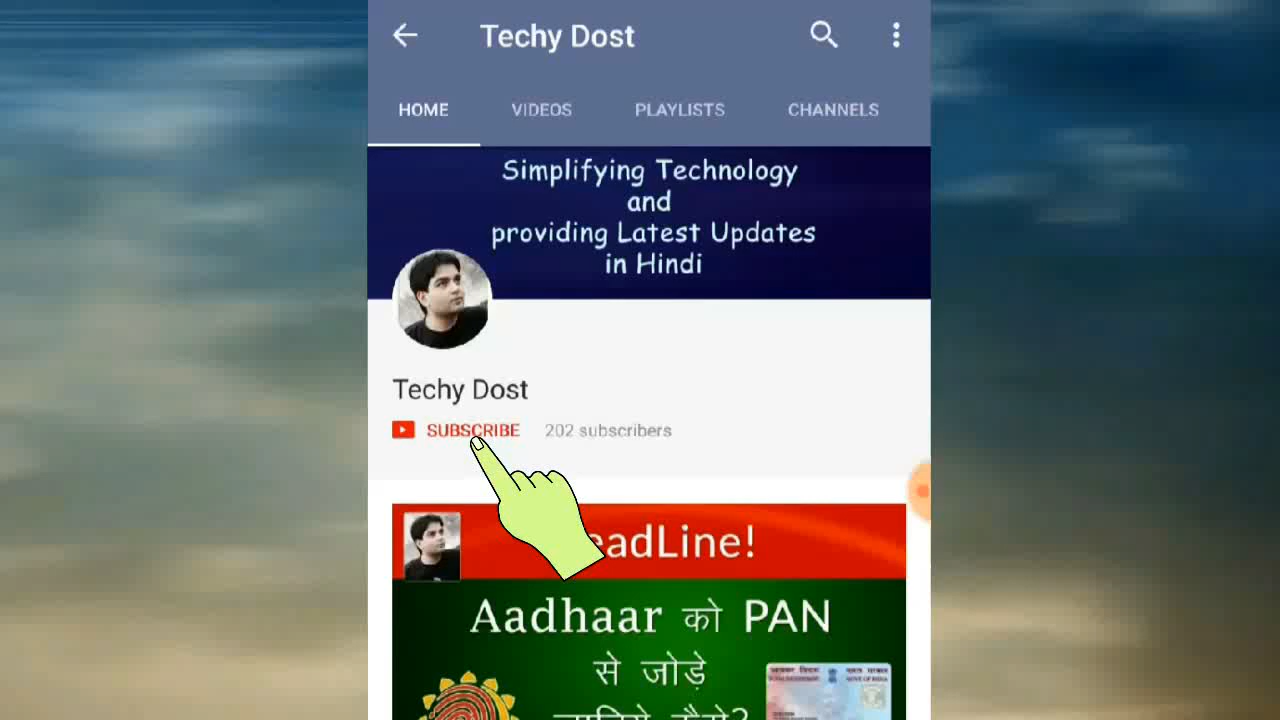 Techy Dost
HOME VIDEOS PLAYLISTS CHANNELS
Simplifying Technology
and
providing Latest Updates
in Hindi
Techy Dost
SUBSCRIBE 202 subscribers
eadLine!
Aadhaar को PAN
से जोड़े
जानिये कैसे?